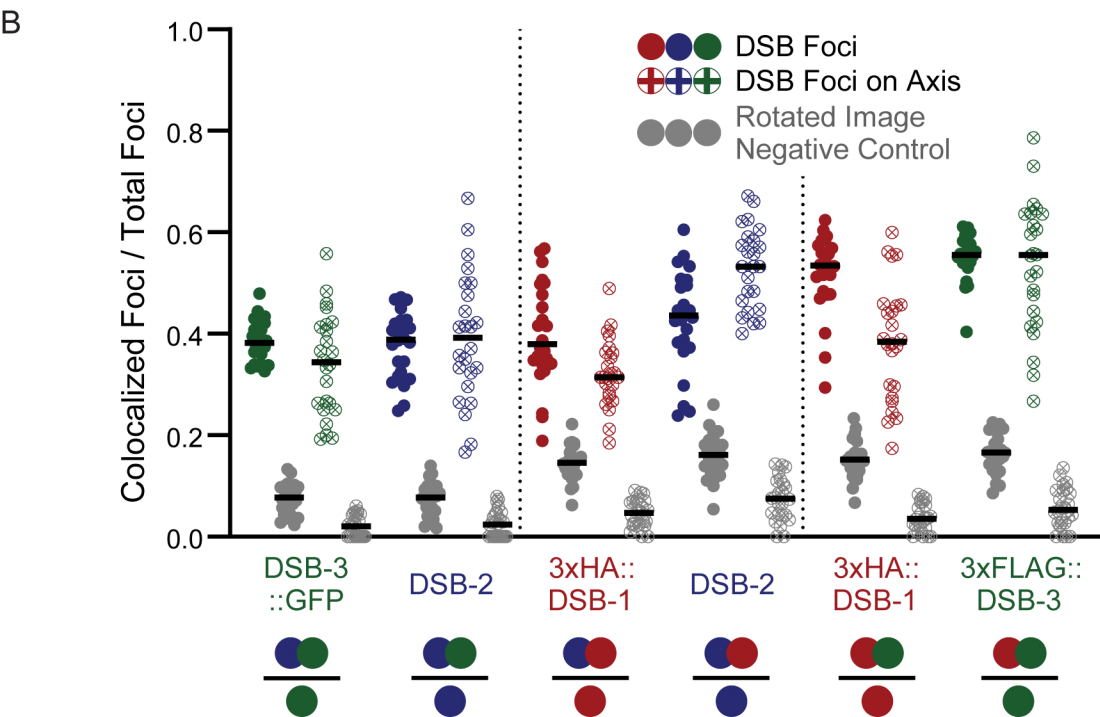 B
Colocalized Foci / Total Foci
1.0
0.8
0.6
0.4
0.2
0.0
DSB Foci
DSB Foci on Axis
Rotated Image
Negative Control
DSB-3
::GFP
DSB-2
3xHA::
DSB-1
DSB-2
3xHA::
DSB-1
3xFLAG::
DSB-3